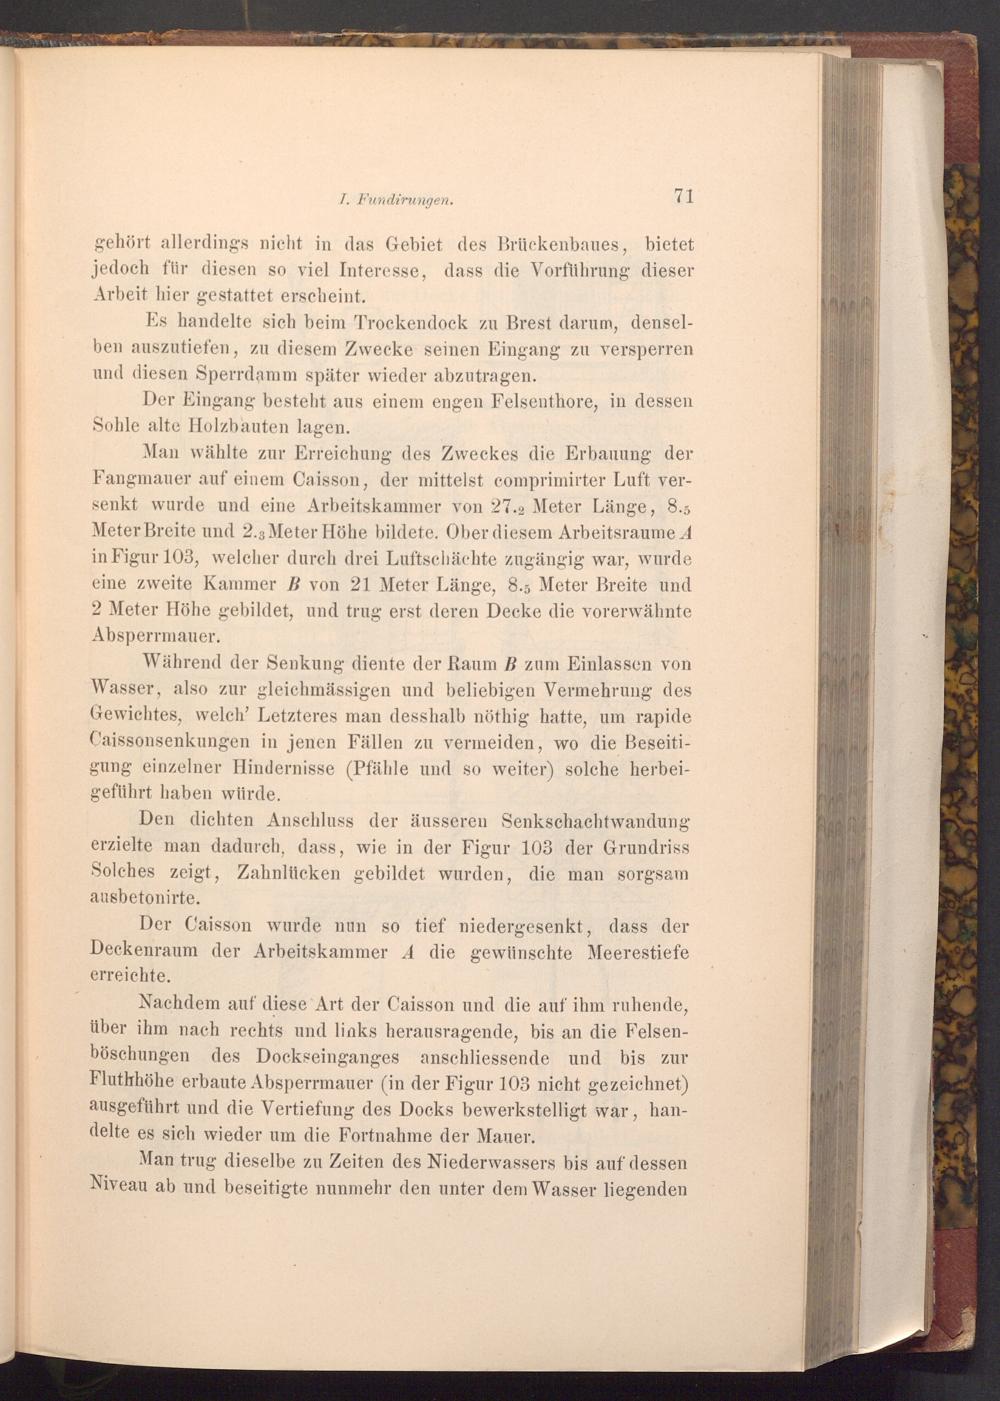 I. Fundirungen. 71
gehört allerdings nicht in das Gebiet des Brückenbaues, bietet
jedoch für diesen so viel Interesse, dass die Vorführung dieser
Arbeit hier gestattet erscheint.
Es handelte sich beim Trockendock zu Brest darum, densel-
ben auszutiefen, zu diesem Zwecke seinen Eingang zu versperren
und diesen Sperrdamm später wieder abzutragen.
Der Eingang besteht aus einem engen Felsenthore, in dessen
Sohle alte Holzbauten lagen.
Man wählte zur Erreichung des Zweckes die Erbauung der
Fangmauer auf einem Caisson, der mittelst comprimirter Luft ver-
senkt wurde und eine Arbeitskammer von 27.2 Meter Länge, 8.5
Meter Breite und 2.3 Meter Höhe bildete. Ober diesem Arbeitsraume A
in Figur 103, welcher durch drei Luftschächte zugängig war, wurde
eine zweite Kammer B von 21 Meter Länge, 8.5 Meter Breite und
2 Meter Höhe gebildet, und trug erst deren Decke die vorerwähnte
Absperrmauer.
Während der Senkung diente der Raum B zum Einlassen von
Wasser, also zur gleichmässigen und beliebigen Vermehrung des
Gewichtes, welch' Letzteres man desshalb nöthig hatte, um rapide
Caissonsenkungen in jenen Fällen zu vermeiden, wo die Beseiti-
gung einzelner Hindernisse (Pfähle und so weiter) solche herbei-
geführt haben würde.
Den dichten Anschluss der äusseren Senkschachtwandung
erzielte man dadurch, dass, wie in der Figur 103 der Grundriss
Solches zeigt, Zahnlücken gebildet wurden, die man sorgsam
ausbetonirte.
Der Caisson wurde nun so tief niedergesenkt, dass der
Deckenraum der Arbeitskammer A die gewünschte Meerestiefe
erreichte.
Nachdem auf diese Art der Caisson und die auf ihm ruhende,
über ihm nach rechts und links herausragende, bis an die Felsen-
böschungen des Dockseinganges anschliessende und bis zur
Fluthhöhe erbaute Absperrmauer (in der Figur 103 nicht gezeichnet)
ausgeführt und die Vertiefung des Docks bewerkstelligt war, han-
delte es sich wieder um die Fortnahme der Mauer.
Man trug dieselbe zu Zeiten des Niederwassers bis auf dessen
Niveau ab und beseitigte nunmehr den unter dem Wasser liegenden